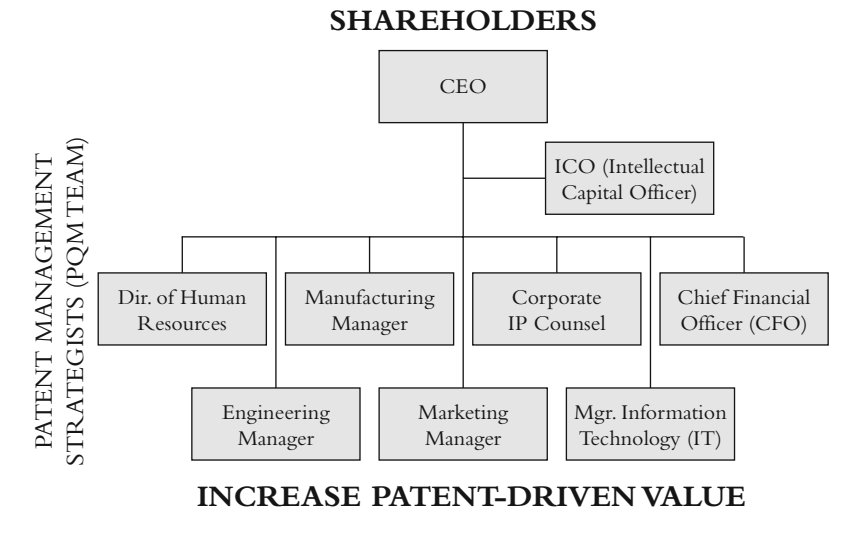 SHAREHOLDERS
CEO
ICO (Intellectual
Capital Officer)
PATENT MANAGEMENT
STRATEGISTS (PQM TEAM)
Dir. of Human
Resources
Manufacturing
Manager
Corporate
IP Counsel
Chief Financial
Officer (CFO)
Engineering
Manager
Marketing
Manager
Mgr. Information
Technology (IT)
INCREASE PATENT-DRIVEN VALUE